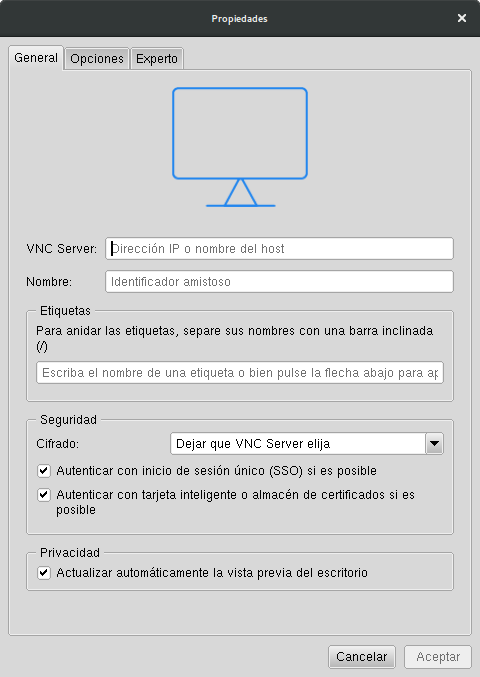 Propiedades
General Opciones Experto
VNC Server: Dirección IP o nombre del host
Nombre: Identificador amistoso
Etiquetas
Para anidar las etiquetas, separe sus nombres con una barra inclinada
(/)
Escriba el nombre de una etiqueta o bien pulse la flecha abajo para ap
Seguridad
Cifrado: Dejar que VNC Server elija
Autenticar con inicio de sesión único (SSO) si es posible
Autenticar con tarjeta inteligente o almacén de certificados si es
posible
Privacidad
Actualizar automáticamente la vista previa del escritorio
Cancelar Aceptar